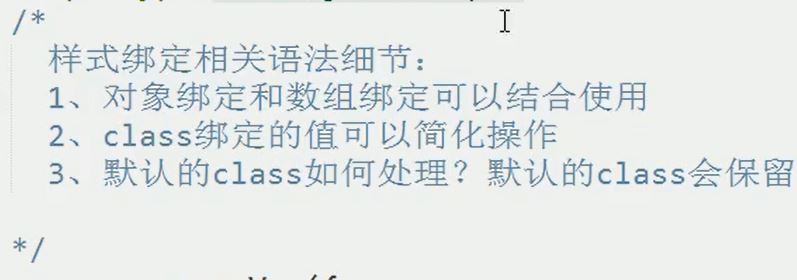 /*
样式绑定相关语法细节：
1、对象绑定和数组绑定可以结合使用
2、class绑定的值可以简化操作
3、默认的class如何处理？默认的class会保留
*/